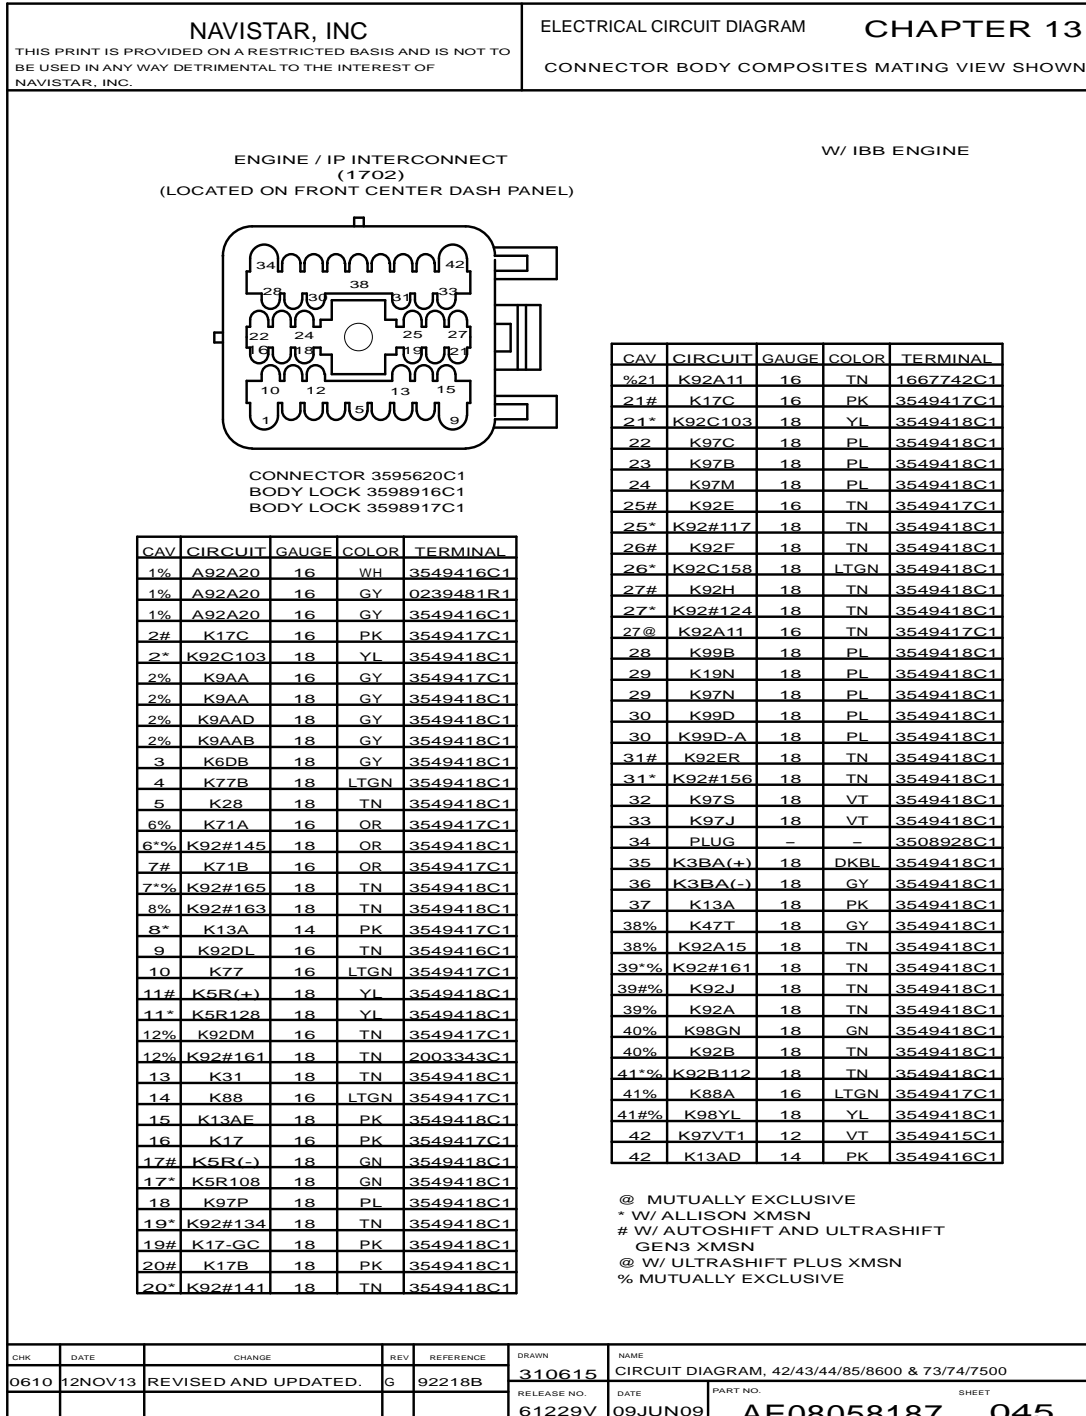 NAVISTAR, INC
THIS PRINT IS PROVIDED ON A RESTRICTED BASIS AND IS NOT TO
BE USED IN ANY WAY DETRIMENTAL TO THE INTEREST OF
NAVISTAR, INC.
ELECTRICAL CIRCUIT DIAGRAM CHAPTER 13
CONNECTOR BODY COMPOSITES MATING VIEW SHOWN
W/ IBB ENGINE
ENGINE / IP INTERCONNECT
(1702)
(LOCATED ON FRONT CENTER DASH PANEL)
34 42
38
28 30 31 33
22 24 25 27
16 18 19 21
10 12 13 15
1 5 9
CONNECTOR 3595620C1
BODY LOCK 3598916C1
BODY LOCK 3598917C1
CAV CIRCUIT GAUGE COLOR TERMINAL
1% A92A20 16 WH 3549416C1
1% A92A20 16 GY 0239481R1
1% A92A20 16 GY 3549416C1
2# K17C 16 PK 3549417C1
2* K92C103 18 YL 3549418C1
2% K9AA 16 GY 3549417C1
2% K9AA 18 GY 3549418C1
2% K9AAD 18 GY 3549418C1
2% K9AAB 18 GY 3549418C1
3 K6DB 18 GY 3549418C1
4 K77B 18 LTGN 3549418C1
5 K28 18 TN 3549418C1
6% K71A 16 OR 3549417C1
6*% K92#145 18 OR 3549418C1
7# K71B 16 OR 3549417C1
7*% K92#165 18 TN 3549418C1
8% K92#163 18 TN 3549418C1
8* K13A 14 PK 3549417C1
9 K92DL 16 TN 3549416C1
10 K77 16 LTGN 3549417C1
11# K5R(+) 18 YL 3549418C1
11* K5R128 18 YL 3549418C1
12% K92DM 16 TN 3549417C1
12% K92#161 18 TN 2003343C1
13 K31 18 TN 3549418C1
14 K88 16 LTGN 3549417C1
15 K13AE 18 PK 3549418C1
16 K17 16 PK 3549417C1
17# K5R(-) 18 GN 3549418C1
17* K5R108 18 GN 3549418C1
18 K97P 18 PL 3549418C1
19* K92#134 18 TN 3549418C1
19# K17-GC 18 PK 3549418C1
20# K17B 18 PK 3549418C1
20* K92#141 18 TN 3549418C1
CAV CIRCUIT GAUGE COLOR TERMINAL
%21 K92A11 16 TN 1667742C1
21# K17C 16 PK 3549417C1
21* K92C103 18 YL 3549418C1
22 K97C 18 PL 3549418C1
23 K97B 18 PL 3549418C1
24 K97M 18 PL 3549418C1
25# K92E 16 TN 3549417C1
25* K92#117 18 TN 3549418C1
26# K92F 18 TN 3549418C1
26* K92C158 18 LTGN 3549418C1
27# K92H 18 TN 3549418C1
27* K92#124 18 TN 3549418C1
27@ K92A11 16 TN 3549417C1
28 K99B 18 PL 3549418C1
29 K19N 18 PL 3549418C1
29 K97N 18 PL 3549418C1
30 K99D 18 PL 3549418C1
30 K99D-A 18 PL 3549418C1
31# K92ER 18 TN 3549418C1
31* K92#156 18 TN 3549418C1
32 K97S 18 VT 3549418C1
33 K97J 18 VT 3549418C1
34 PLUG – – 3508928C1
35 K3BA(+) 18 DKBL 3549418C1
36 K3BA(-) 18 GY 3549418C1
37 K13A 18 PK 3549418C1
38% K47T 18 GY 3549418C1
38% K92A15 18 TN 3549418C1
39*% K92#161 18 TN 3549418C1
39#% K92J 18 TN 3549418C1
39% K92A 18 TN 3549418C1
40% K98GN 18 GN 3549418C1
40% K92B 18 TN 3549418C1
41*% K92B112 18 TN 3549418C1
41% K88A 16 LTGN 3549417C1
41#% K98YL 18 YL 3549418C1
42 K97VT1 12 VT 3549415C1
42 K13AD 14 PK 3549416C1
@ MUTUALLY EXCLUSIVE
* W/ ALLISON XMSN
# W/ AUTOSHIFT AND ULTRASHIFT
GEN3 XMSN
@ W/ ULTRASHIFT PLUS XMSN
% MUTUALLY EXCLUSIVE
CHK DATE CHANGE REV REFERENCE
0610 12NOV13 REVISED AND UPDATED. G 92218B
DRAWN
310615
NAME
CIRCUIT DIAGRAM, 42/43/44/85/8600 & 73/74/7500
RELEASE NO. DATE PART NO. SHEET
61229V 09JUN09 AE08058187 045